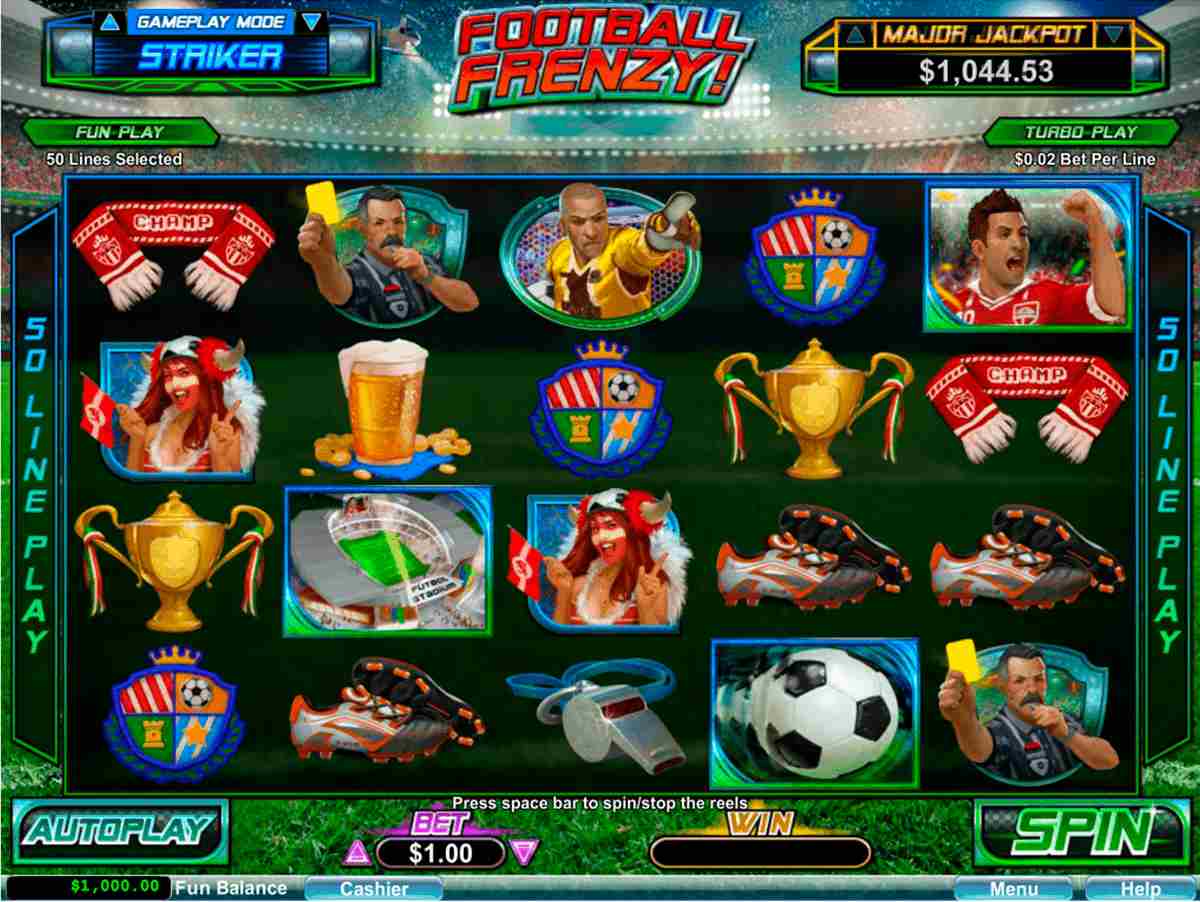 GAMEPLAY MODE
STRIKER
FOOTBALL
FRENZY!
MAJOR JACKPOT
$1,044.53
FUN PLAY
50 Lines Selected
TURBO PLAY
$0.02 Bet Per Line
50 LINE PLAY
CHAMP
CHAMP
FUTBOL
STADIUM
50 LINE PLAY
Press space bar to spin/stop the reels
AUTOPLAY
BET
$1.00
WIN
SPIN
$1,000.00
Fun Balance
Cashier
Menu
Help